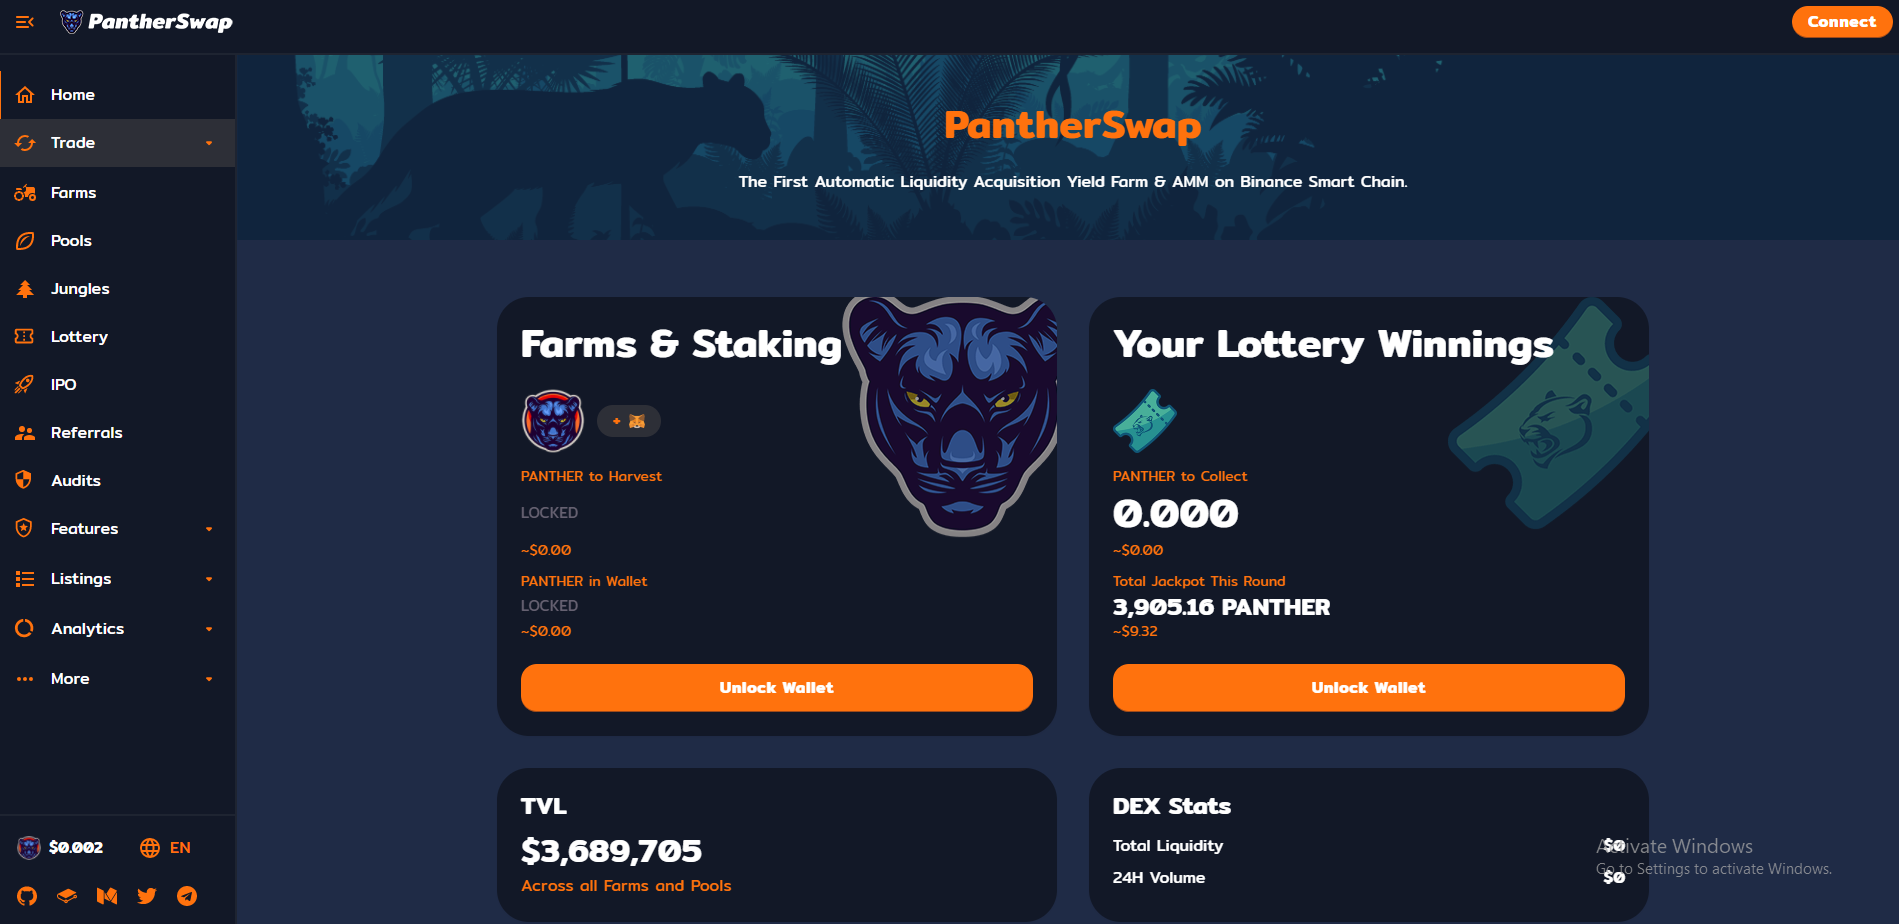 PantherSwap
Connect
Home
Trade
Farms
Pools
Jungles
Lottery
IPO
Referrals
Audits
Features
Listings
Analytics
More
$0.002
EN
PantherSwap
The First Automatic Liquidity Acquisition Yield Farm & AMM on Binance Smart Chain.
Farms & Staking
+
PANTHER to Harvest
LOCKED
~$0.00
PANTHER in Wallet
LOCKED
~$0.00
Unlock Wallet
Your Lottery Winnings
PANTHER to Collect
0.000
~$0.00
Total Jackpot This Round
3,905.16 PANTHER
~$9.32
Unlock Wallet
TVL
$3,689,705
Across all Farms and Pools
DEX Stats
Total Liquidity
$0
24H Volume
$0
Activate Windows
Go to Settings to activate Windows.